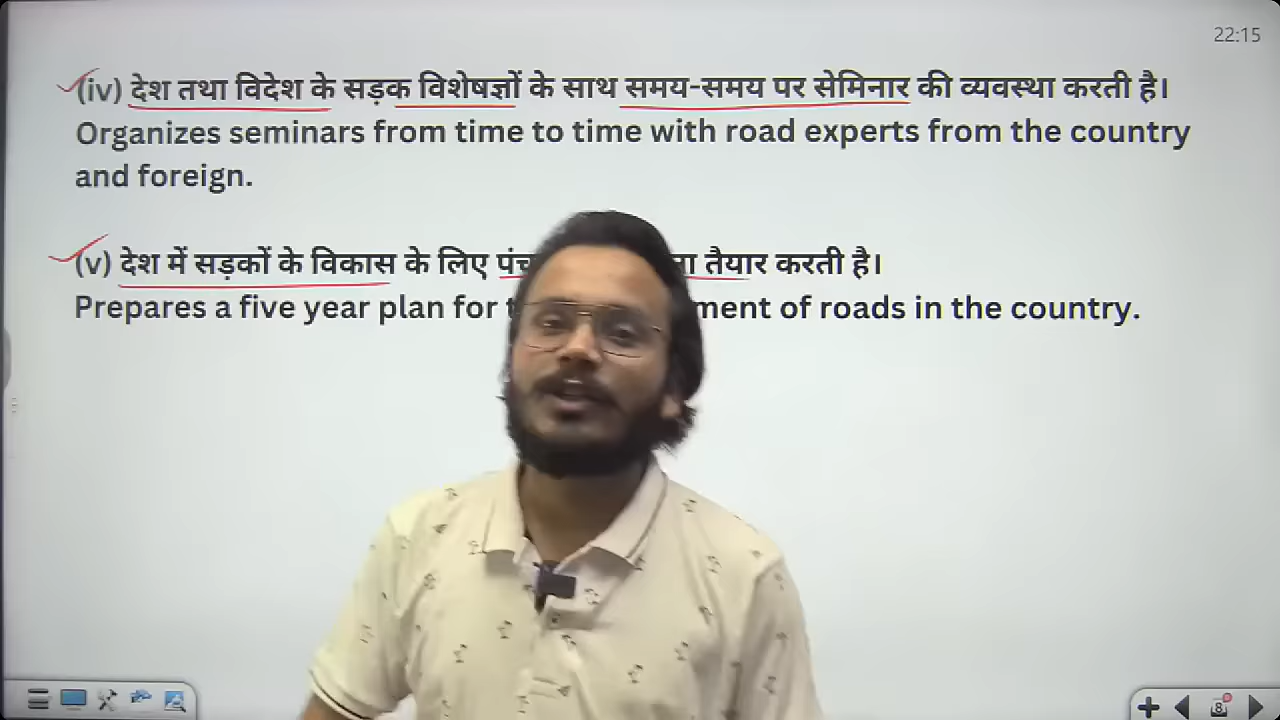 22:15
(iv) देश तथा विदेश के सड़क विशेषज्ञों के साथ समय-समय पर सेमिनार की व्यवस्था करती है।
Organizes seminars from time to time with road experts from the country
and foreign.
(v) देश में सड़कों के विकास के लिए तैयार करती है।
Prepares a five year plan for of roads in the country.
8